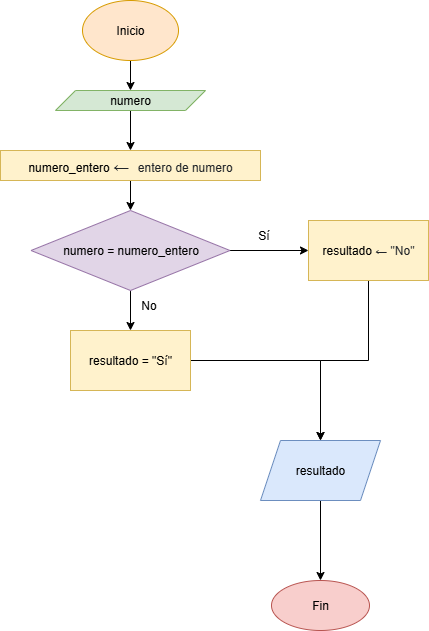 Inicio
numero
numero_entero ← entero de numero
numero = numero_entero
Sí
resultado ← "No"
No
resultado = "Sí"
resultado
Fin